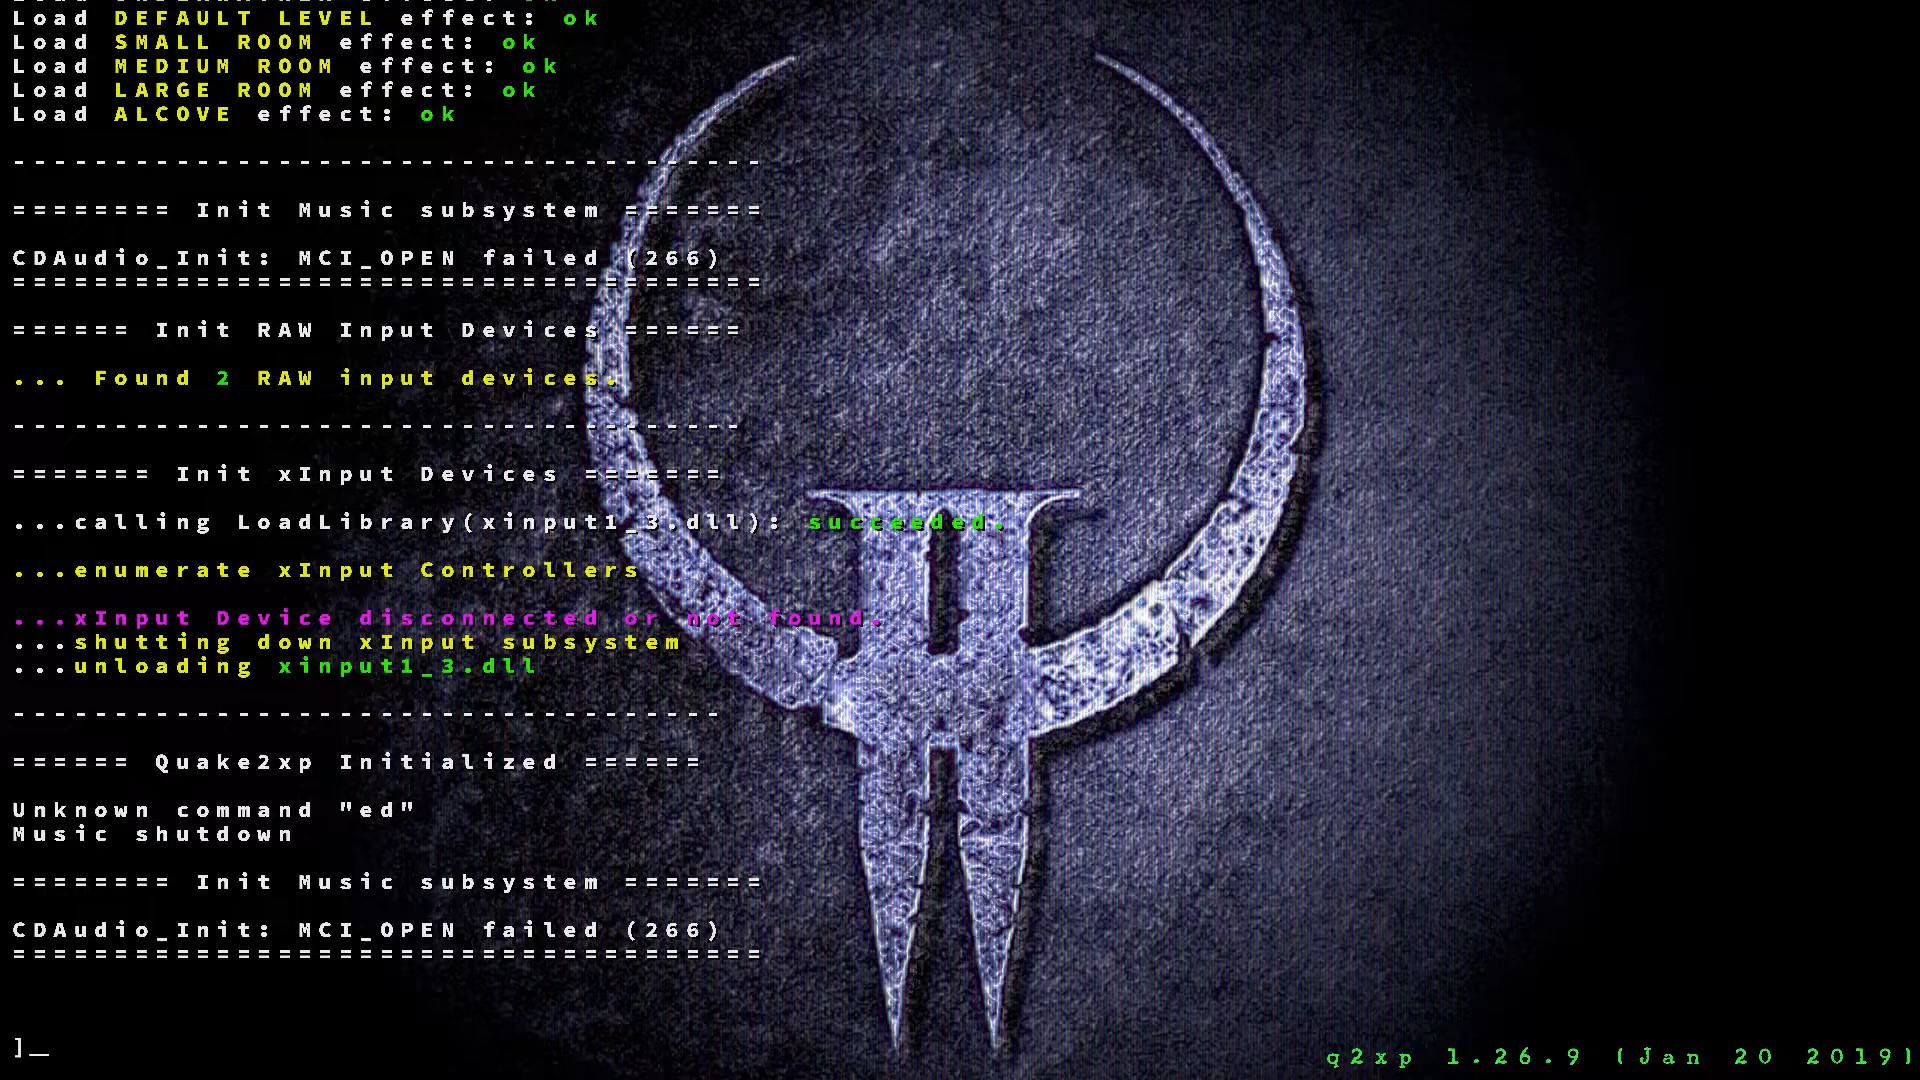 Load DEFAULT LEVEL effect: ok
Load SMALL ROOM effect: ok
Load MEDIUM ROOM effect: ok
Load LARGE ROOM effect: ok
Load ALCOVE effect: ok
-------------------------------------
======== Init Music subsystem =======
CDAudio_Init: MCI_OPEN failed (266)
=====================================
====== Init RAW Input Devices ======
... Found 2 RAW input devices.
------------------------------------
======= Init xInput Devices =======
...calling LoadLibrary(xinput1_3.dll): succeeded.
...enumerate xInput Controllers
...xInput Device disconnected or not found.
...shutting down xInput subsystem
...unloading xinput1_3.dll
-----------------------------------
====== Quake2xp Initialized ======
Unknown command "ed"
Music shutdown
======== Init Music subsystem =======
CDAudio_Init: MCI_OPEN failed (266)
=====================================
]_
q2xp 1.26.9 (Jan 20 2019)